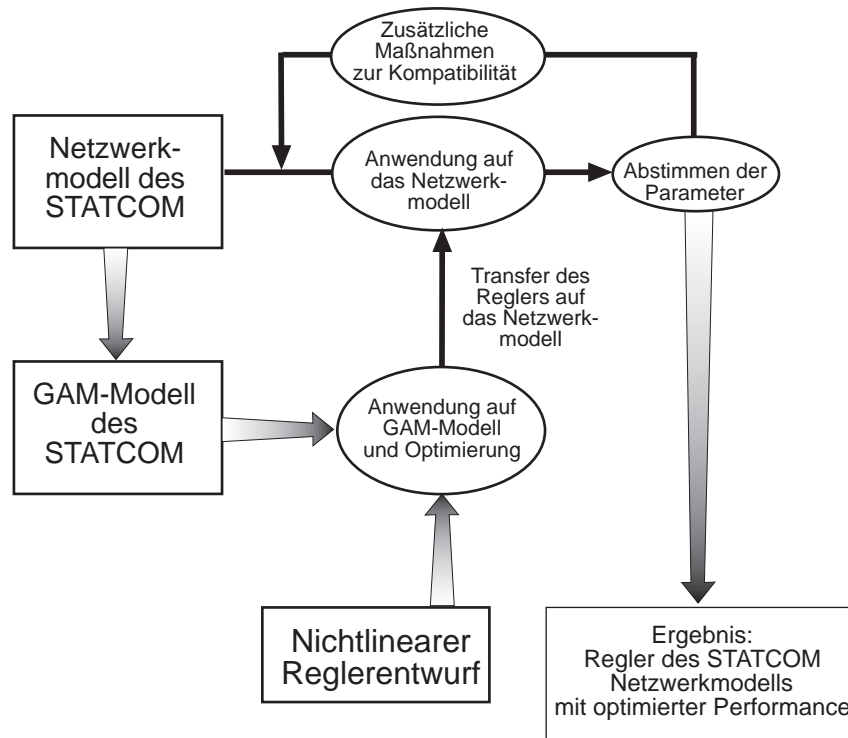 Zusätzliche
Maßnahmen
zur Kompatibilität
Netzwerk-
modell des
STATCOM
Anwendung auf
das Netzwerk-
modell
Abstimmen der
Parameter
Transfer des
Reglers auf
das Netzwerk-
modell
GAM-Modell
des
STATCOM
Anwendung auf
GAM-Modell
und Optimierung
Nichtlinearer
Reglerentwurf
Ergebnis:
Regler des STATCOM
Netzwerkmodells
mit optimierter Performance